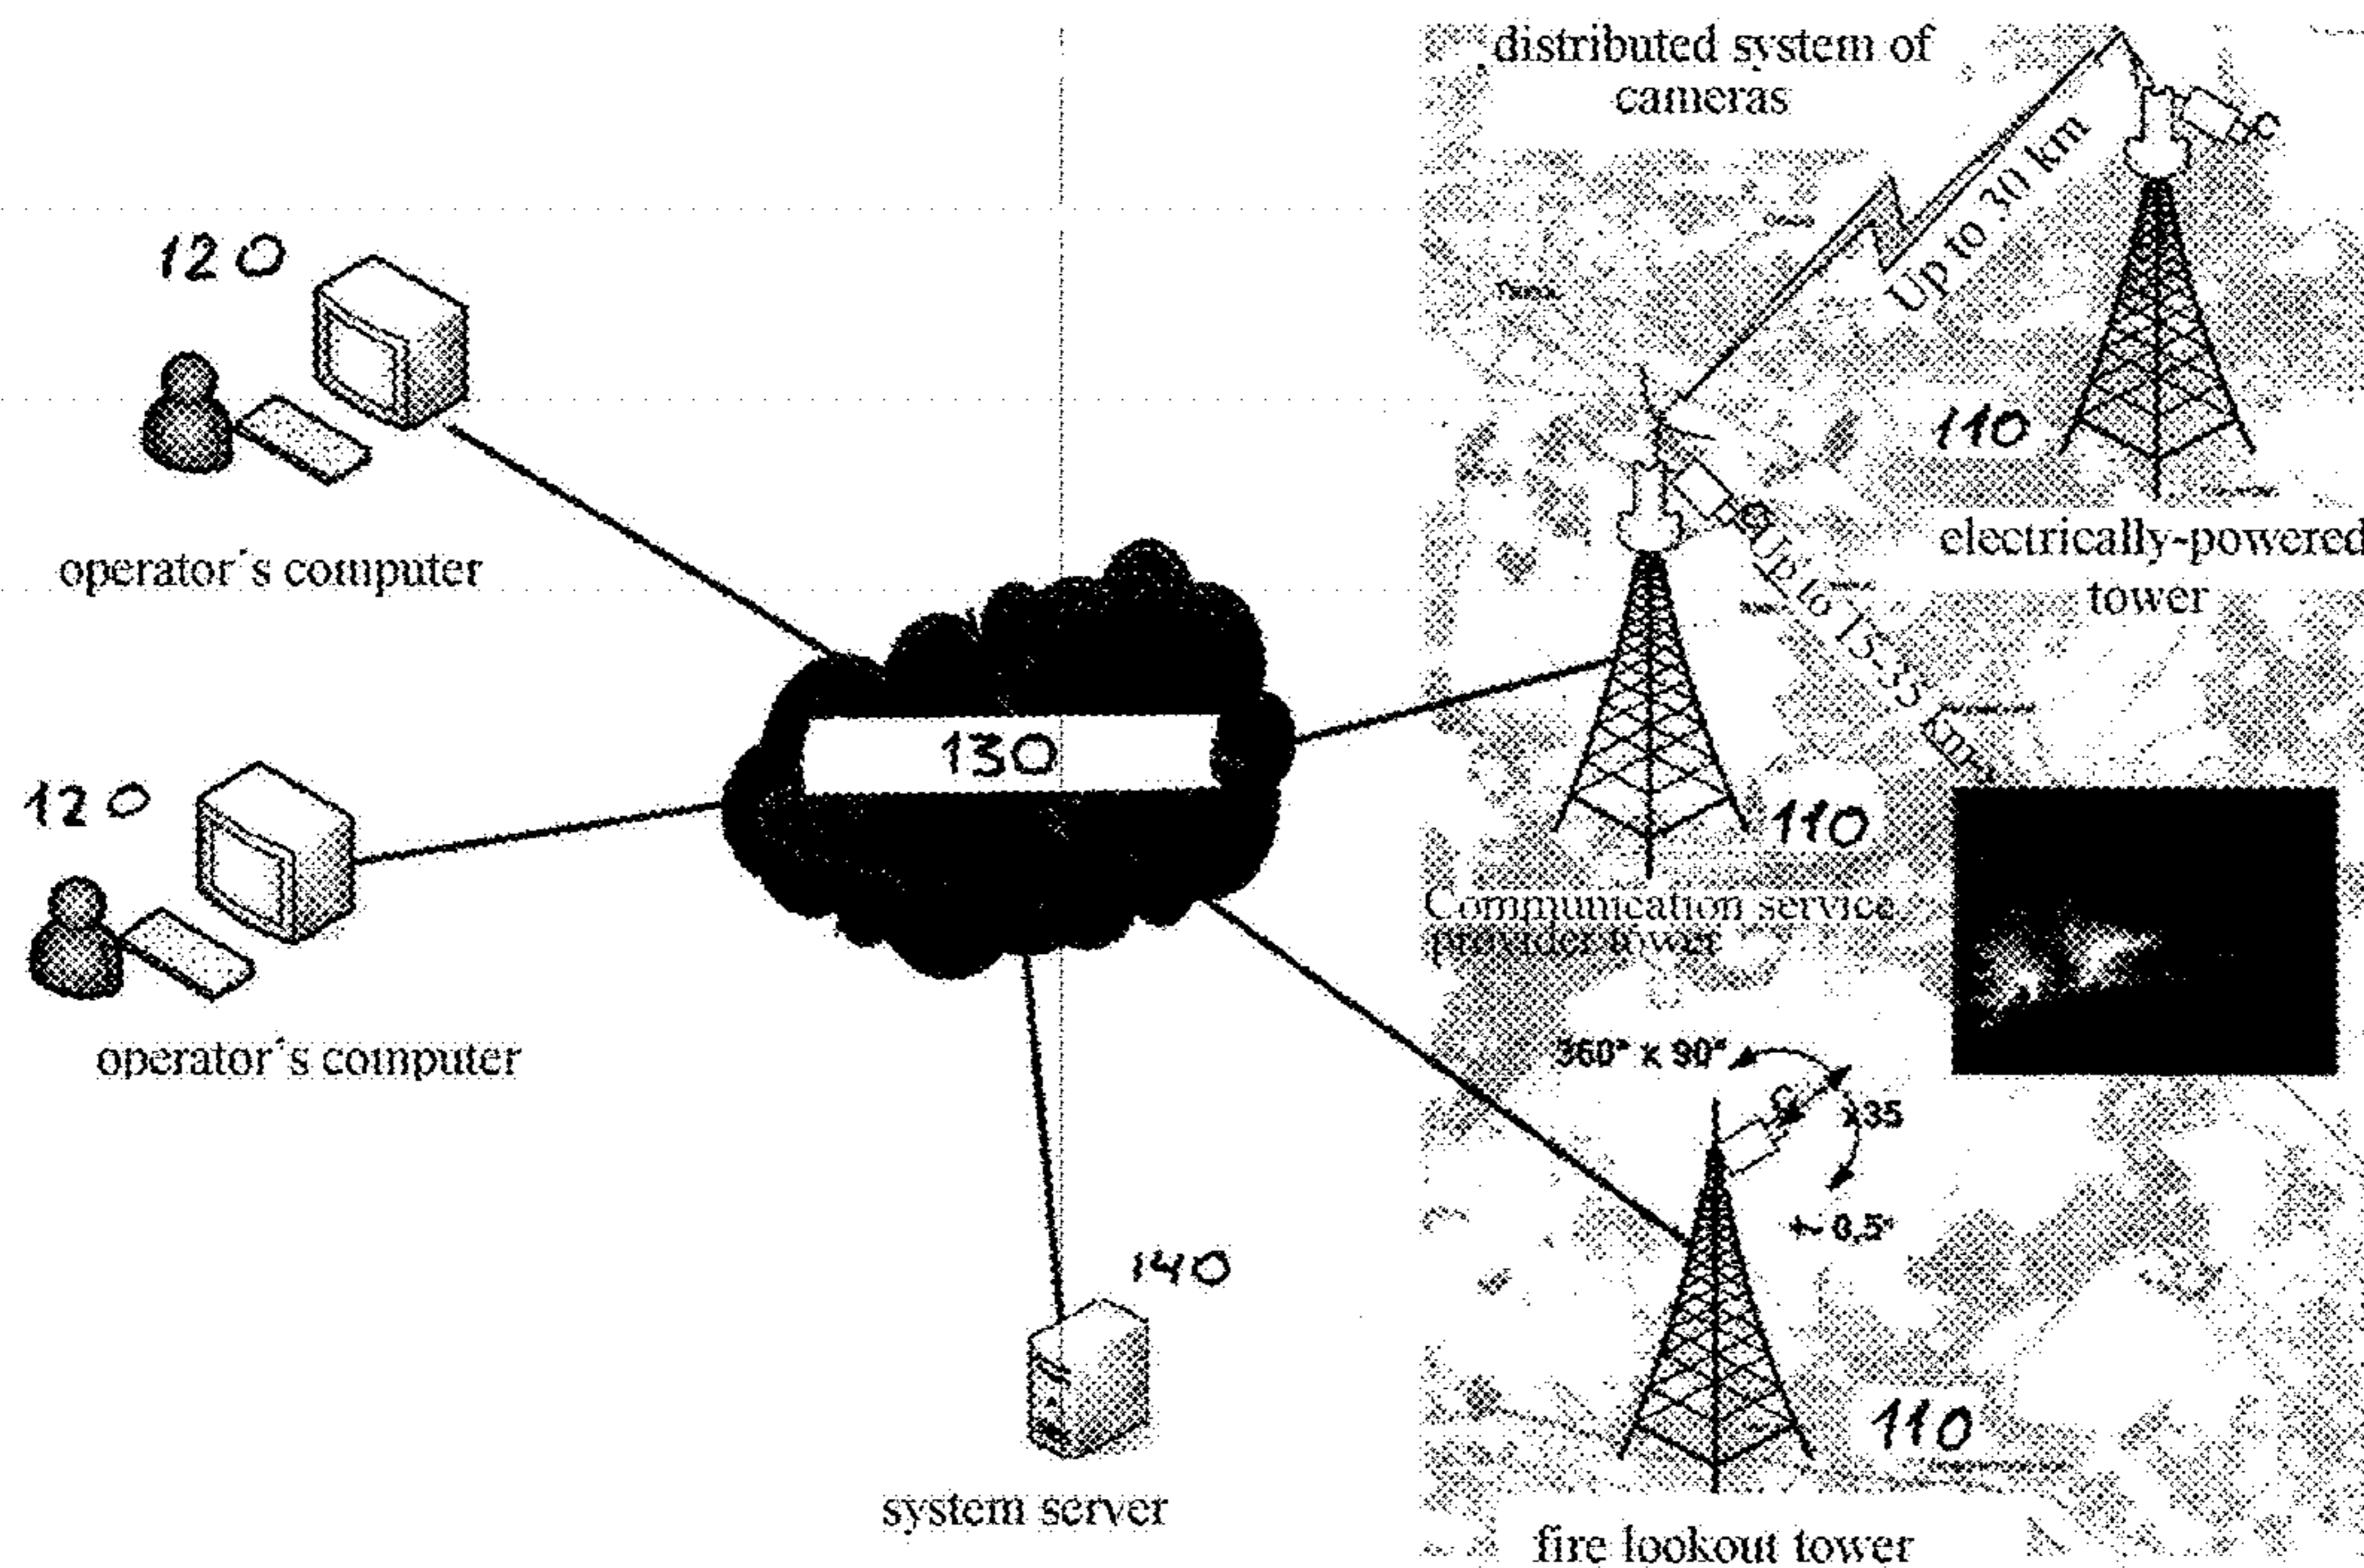 distributed system of
cameras
120
Up to 30 km
110
operator´s computer
electrically-powered
tower
Up to 15-35 km
130
120
110
Communication service
provider tower
operator´s computer
360° x 90°
x35
+- 0,5°
140
110
system server
fire lookout tower